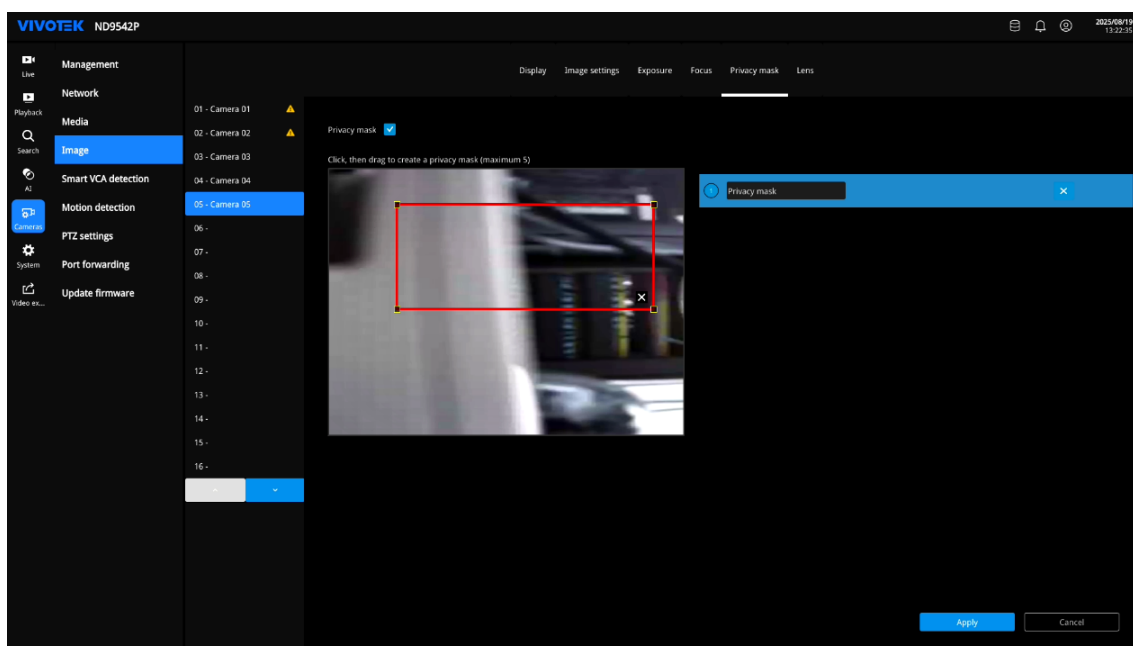 VIVOTEK ND9542P
2025/08/19
13:22:35
Live
Playback
Search
AI
Cameras
System
Video ex...
Management
Network
Media
Image
Smart VCA detection
Motion detection
PTZ settings
Port forwarding
Update firmware
Display Image settings Exposure Focus Privacy mask Lens
01 - Camera 01
02 - Camera 02
03 - Camera 03
04 - Camera 04
05 - Camera 05
06 -
07 -
08 -
09 -
10 -
11 -
12 -
13 -
14 -
15 -
16 -
Privacy mask
Click, then drag to create a privacy mask (maximum 5)
1 Privacy mask
Apply Cancel